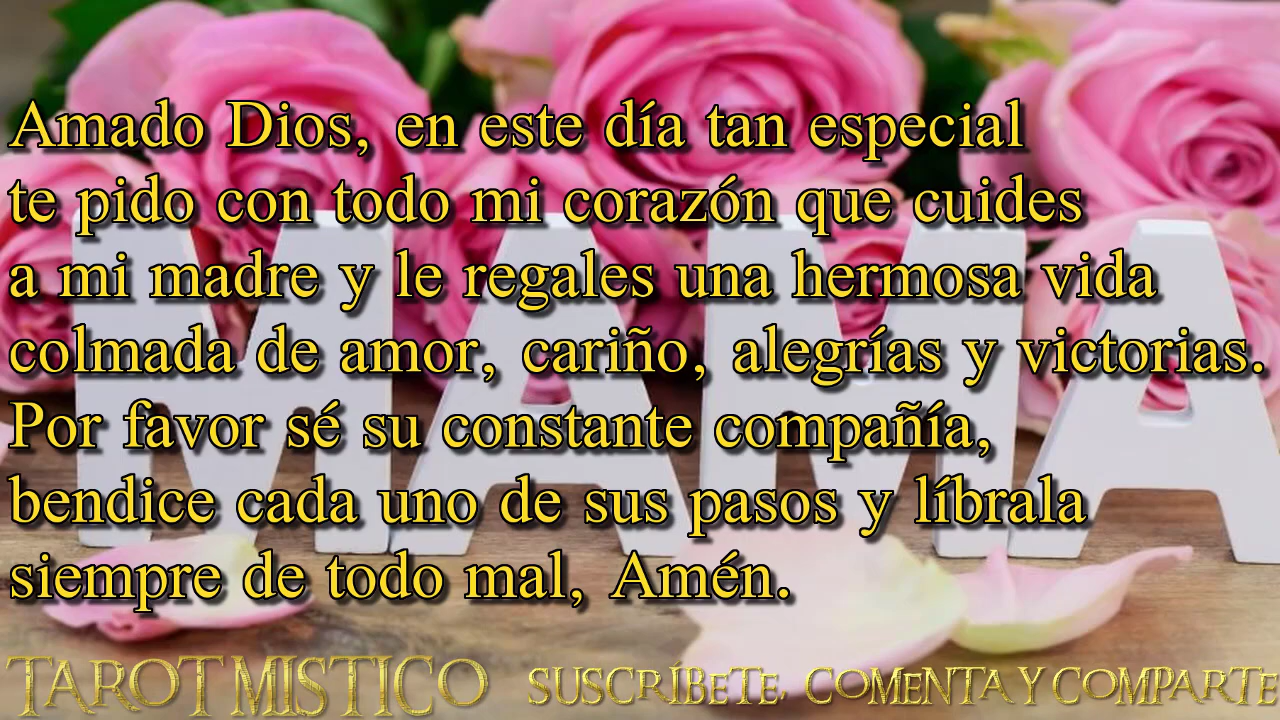 Amado Dios, en este día tan especial
te pido con todo mi corazón que cuides
a mi madre y le regales una hermosa vida
colmada de amor, cariño, alegrías y victorias.
Por favor sé su constante compañía,
bendice cada uno de sus pasos y líbrala
siempre de todo mal, Amén.
MAMA
TAROT MISTICO SUSCRÍBETE, COMENTA Y COMPARTE